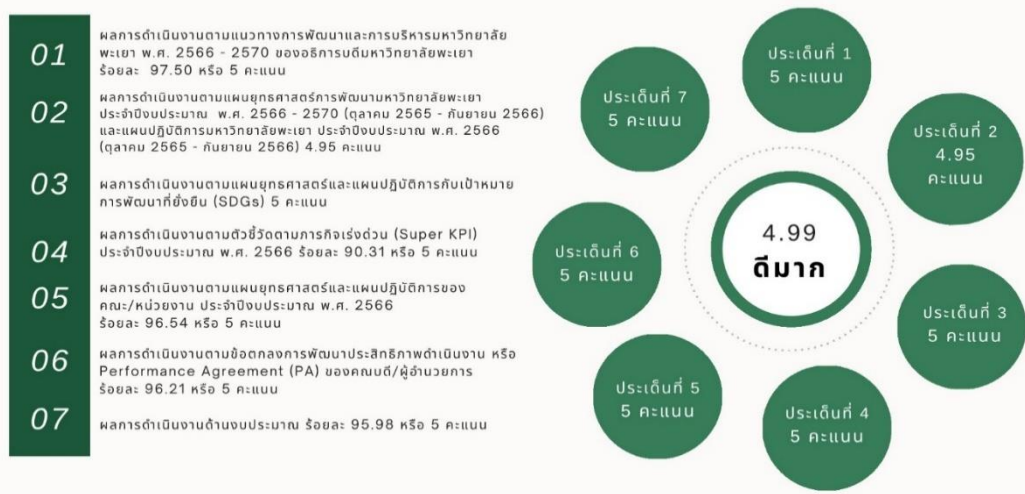 01
ผลการดำเนินงานตามแนวทางการพัฒนาและการบริหารมหาวิทยาลัย
พะเยา พ.ศ. 2566 - 2570 ของอธิการบดีมหาวิทยาลัยพะเยา
ร้อยละ 97.50 หรือ 5 คะแนน
02
ผลการดำเนินงานตามแผนยุทธศาสตร์การพัฒนามหาวิทยาลัยพะเยา
ประจำปีงบประมาณ พ.ศ. 2566 - 2570 (ตุลาคม 2565 - กันยายน 2566)
และแผนปฏิบัติการมหาวิทยาลัยพะเยา ประจำปีงบประมาณ พ.ศ. 2566
(ตุลาคม 2565 - กันยายน 2566) 4.95 คะแนน
03
ผลการดำเนินงานตามแผนยุทธศาสตร์และแผนปฏิบัติการกับเป้าหมาย
การพัฒนาที่ยั่งยืน (SDGs) 5 คะแนน
04
ผลการดำเนินงานตามตัวชี้วัดตามภารกิจเร่งด่วน (Super KPI)
ประจำปีงบประมาณ พ.ศ. 2566 ร้อยละ 90.31 หรือ 5 คะแนน
05
ผลการดำเนินงานตามแผนยุทธศาสตร์และแผนปฏิบัติการของ
คณะ/หน่วยงาน ประจำปีงบประมาณ พ.ศ. 2566
ร้อยละ 96.54 หรือ 5 คะแนน
06
ผลการดำเนินงานตามข้อตกลงการพัฒนาประสิทธิภาพดำเนินงาน หรือ
Performance Agreement (PA) ของคณบดี/ผู้อำนวยการ
ร้อยละ 96.21 หรือ 5 คะแนน
07
ผลการดำเนินงานด้านงบประมาณ ร้อยละ 95.98 หรือ 5 คะแนน
ประเด็นที่ 1
5 คะแนน
ประเด็นที่ 2
4.95
คะแนน
ประเด็นที่ 3
5 คะแนน
ประเด็นที่ 4
5 คะแนน
ประเด็นที่ 5
5 คะแนน
ประเด็นที่ 6
5 คะแนน
ประเด็นที่ 7
5 คะแนน
4.99
ดีมาก